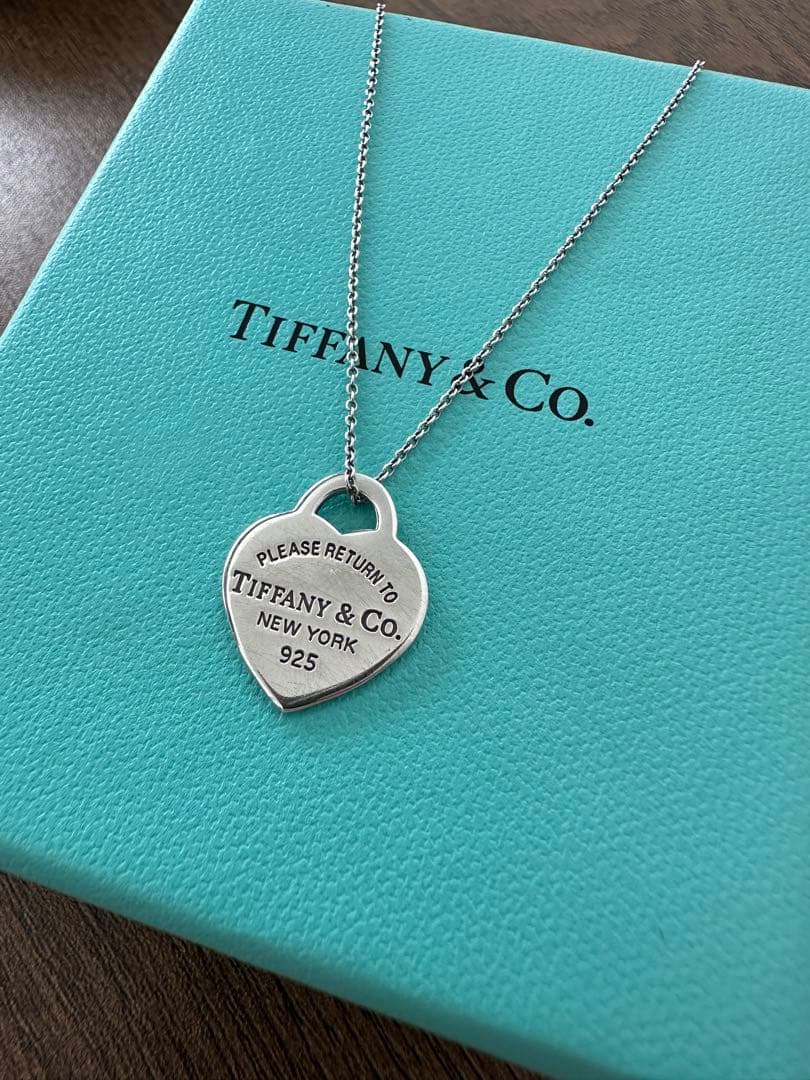 TIFFANY & CO.
PLEASE RETURN TO
TIFFANY & CO.
NEW YORK
925